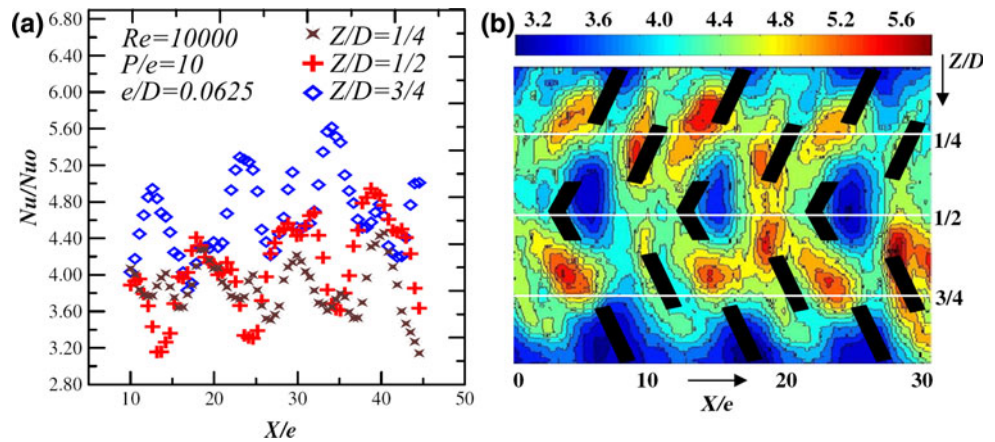 (a)
6.80
6.40
6.00
5.60
5.20
4.80
4.40
4.00
3.60
3.20
2.80
Nu/Nuo
Re=10000
P/e=10
e/D=0.0625
Z/D=1/4
Z/D=1/2
Z/D=3/4
10 20 30 40 50
X/e
(b)
3.2 3.6 4.0 4.4 4.8 5.2 5.6
Z/D
1/4
1/2
3/4
0 10 20 30
X/e